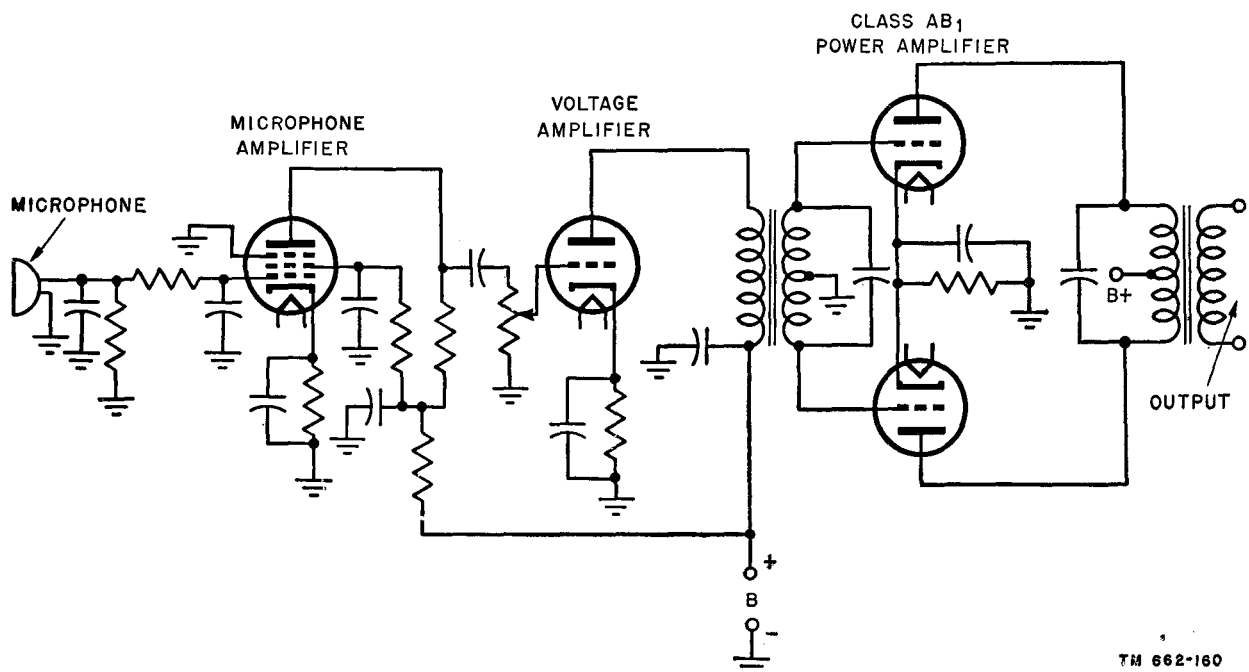 CLASS AB1
POWER AMPLIFIER
VOLTAGE
AMPLIFIER
MICROPHONE
AMPLIFIER
MICROPHONE
B+
OUTPUT
+
B
-
TM 662-160